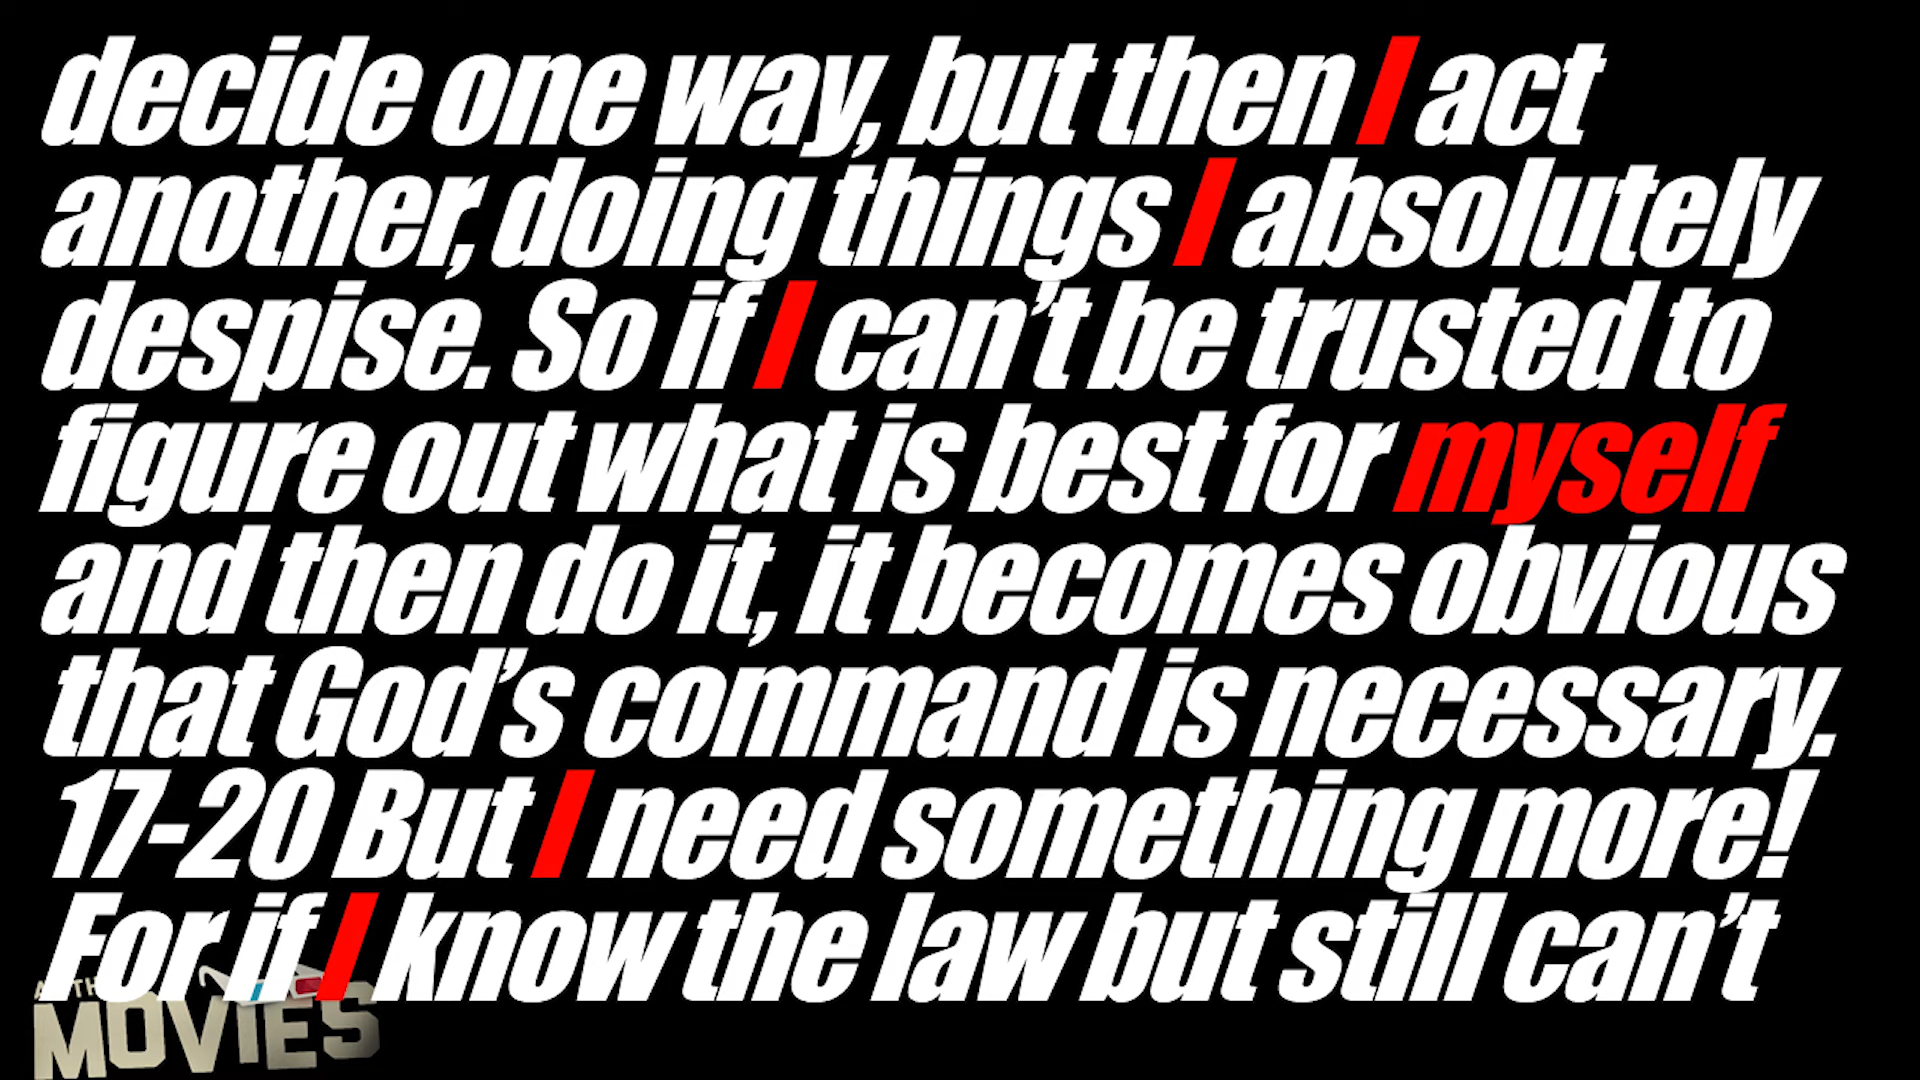 decide one way, but then I act
another, doing things I absolutely
despise. So if I can’t be trusted to
figure out what is best for myself
and then do it, it becomes obvious
that God’s command is necessary.
17-20 But I need something more!
For if I know the law but still can’t
MOVIES